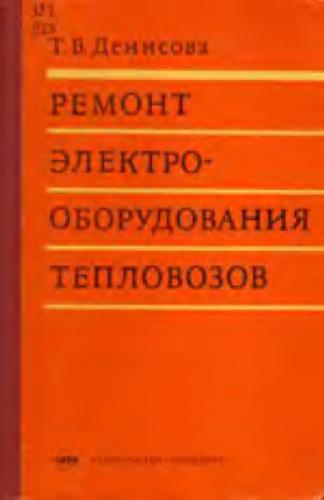 Т. В. Денисова
РЕМОНТ
ЭЛЕКТРО-
ОБОРУДОВАНИЯ
ТЕПЛОВОЗОВ